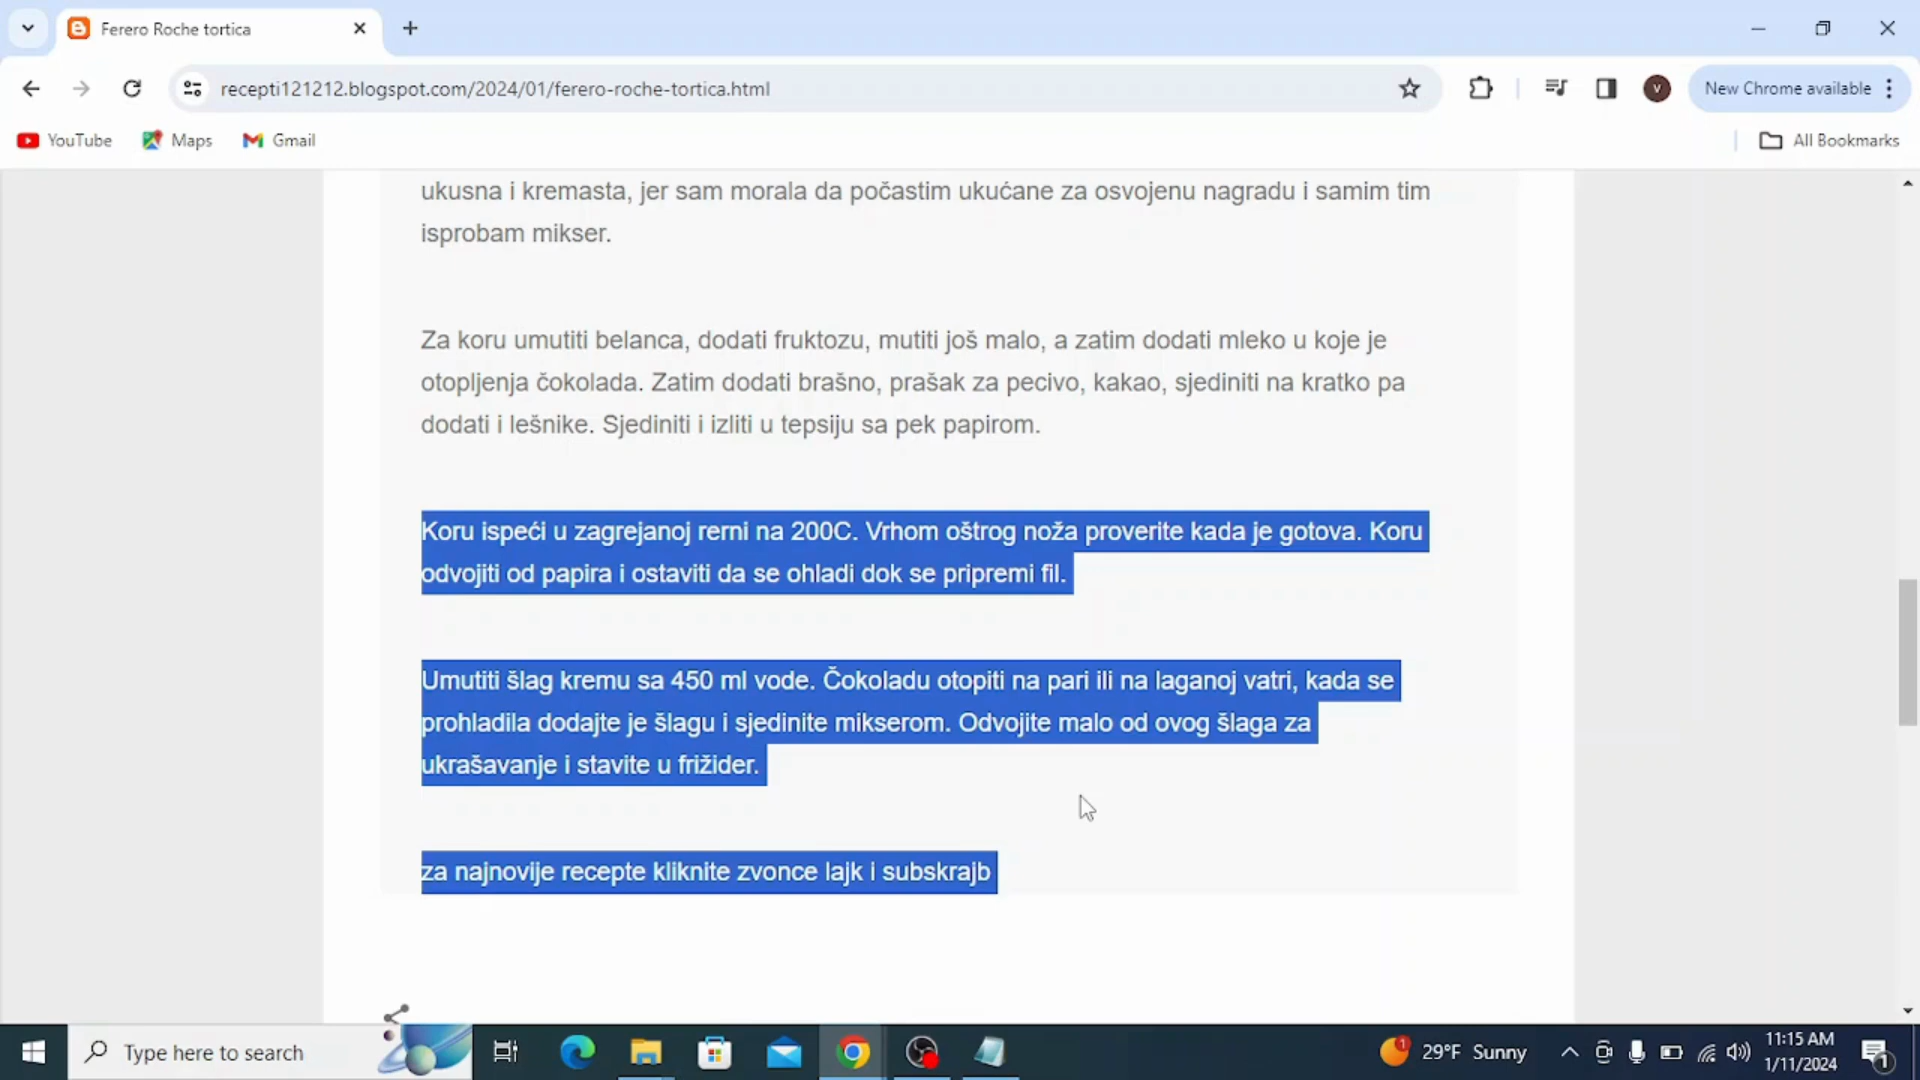 Ferero Roche tortica
recepti121212.blogspot.com/2024/01/ferero-roche-tortica.html
V
New Chrome available
YouTube
Maps
Gmail
All Bookmarks
ukusna i kremasta, jer sam morala da počastim ukućane za osvojenu nagradu i samim tim
isprobam mikser.
Za koru umutiti belanca, dodati fruktozu, mutiti još malo, a zatim dodati mleko u koje je
otopljenja čokolada. Zatim dodati brašno, prašak za pecivo, kakao, sjediniti na kratko pa
dodati i lešnike. Sjediniti i izliti u tepsiju sa pek papirom.
Koru ispeći u zagrejanoj rerni na 200C. Vrhom oštrog noža proverite kada je gotova. Koru
odvojiti od papira i ostaviti da se ohladi dok se pripremi fil.
Umutiti šlag kremu sa 450 ml vode. Čokoladu otopiti na pari ili na laganoj vatri, kada se
prohladila dodajte je šlagu i sjedinite mikserom. Odvojite malo od ovog šlaga za
ukrašavanje i stavite u frižider.
za najnovije recepte kliknite zvonce lajk i subskrajb
Type here to search
1
29°F Sunny
11:15 AM
1/11/2024
1